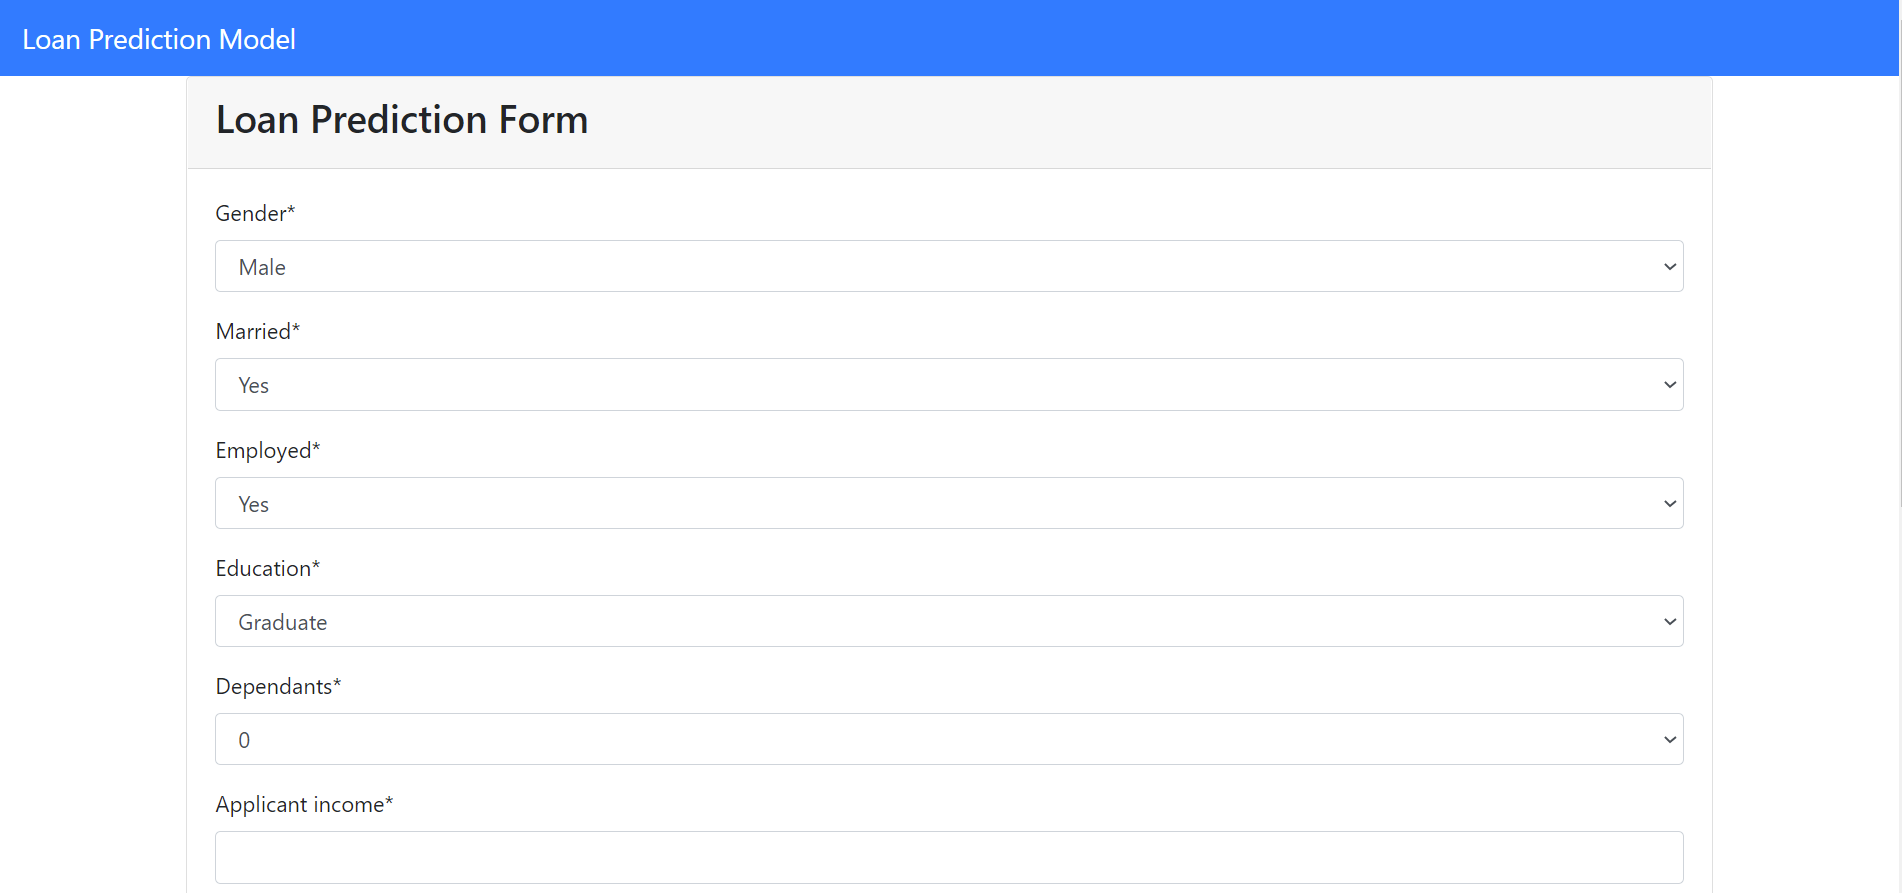 Loan Prediction Model
Loan Prediction Form
Gender*
Male
Married*
Yes
Employed*
Yes
Education*
Graduate
Dependants*
0
Applicant income*